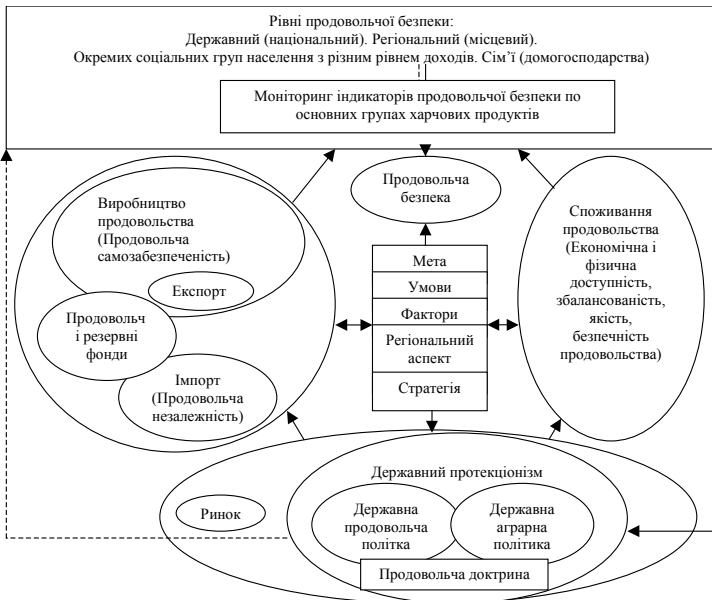 Рівні продовольчої безпеки:
Державний (національний). Регіональний (місцевий).
Окремих соціальних груп населення з різним рівнем доходів. Сім’ї (домогосподарства)
Моніторинг індикаторів продовольчої безпеки по
основних групах харчових продуктів
Продовольча
безпека
Виробництво
продовольства
(Продовольча
самозабезпеченість)
Експорт
Продовольч
і резервні
фонди
Імпорт
(Продовольча
незалежність)
Мета
Умови
Фактори
Регіональний
аспект
Стратегія
Споживання
продовольства
(Економічна і
фізична
доступність,
збалансованість,
якість,
безпечність
продовольства)
Державний протекціонізм
Ринок
Державна
продовольча
політка
Державна
аграрна
політика
Продовольча доктрина